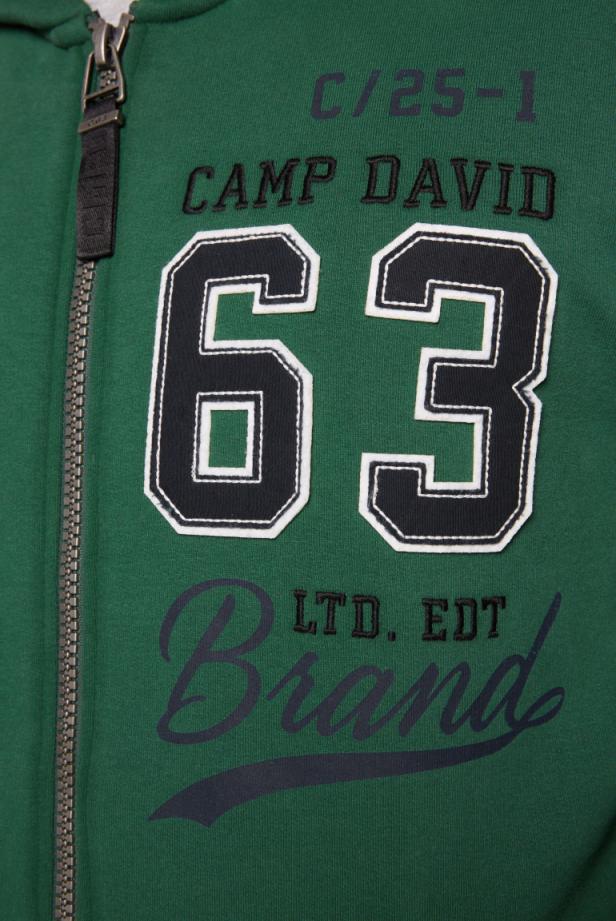 C/25-1
CAMP DAVID
63
LTD. EDT
Brand